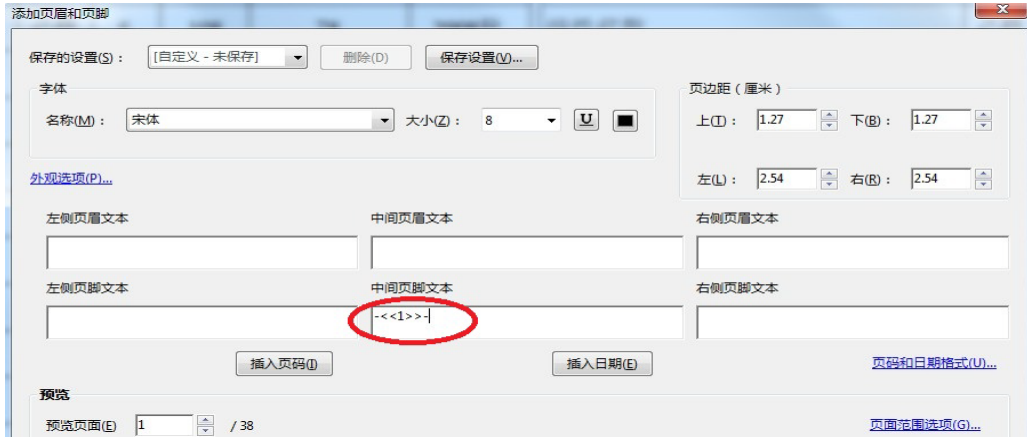 添加页眉和页脚
保存的设置(S)： [自定义 - 未保存] 删除(D) 保存设置(V)...
字体 页边距（厘米）
名称(M)： 宋体 大小(Z)： 8 U 上(T)： 1.27 下(B)： 1.27
外观选项(P)... 左(L)： 2.54 右(R)： 2.54
左侧页眉文本 中间页眉文本 右侧页眉文本
左侧页脚文本 中间页脚文本 右侧页脚文本
-<<1>>-
插入页码(I) 插入日期(E) 页码和日期格式(U)...
预览
预览页面(E) 1 / 38 页面范围选项(G)...